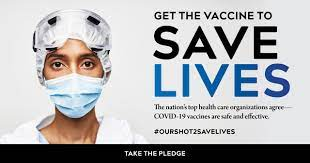 GET THE VACCINE TO
SAVE
LIVES
The nation's top health care organizations agree—
COVID-19 vaccines are safe and effective.
#OURSHOT2SAVELIVES
TAKE THE PLEDGE